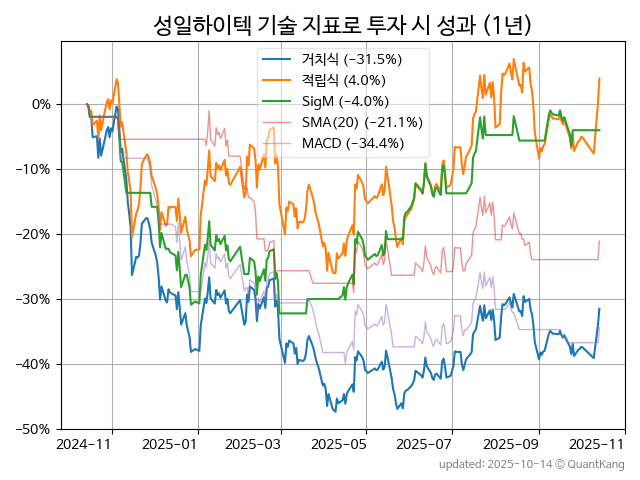 성일하이텍 기술 지표로 투자 시 성과 (1년)
거치식 (−31.5%)
적립식 (4.0%)
SigM (−4.0%)
SMA(20) (−21.1%)
MACD (−34.4%)
0%
−10%
−20%
−30%
−40%
−50%
2024-11 2025-01 2025-03 2025-05 2025-07 2025-09 2025-11
updated: 2025-10-14 © QuantKang